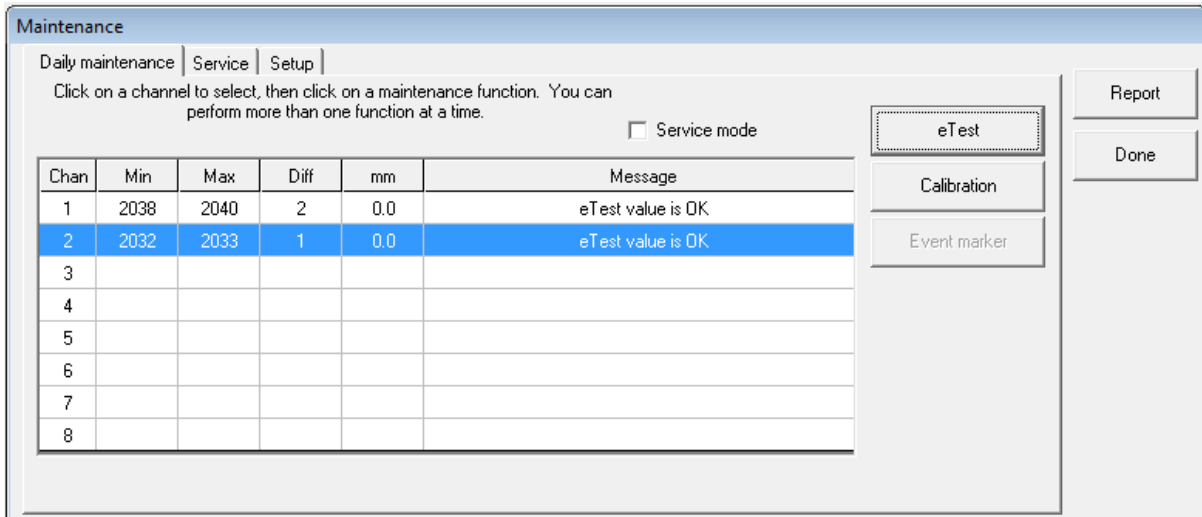 Maintenance
Daily maintenance Service Setup
Click on a channel to select, then click on a maintenance function. You can
perform more than one function at a time.
Service mode
eTest
Calibration
Event marker
Report
Done
Chan Min Max Diff mm Message
1 2038 2040 2 0.0 eTest value is OK
2 2032 2033 1 0.0 eTest value is OK
3
4
5
6
7
8